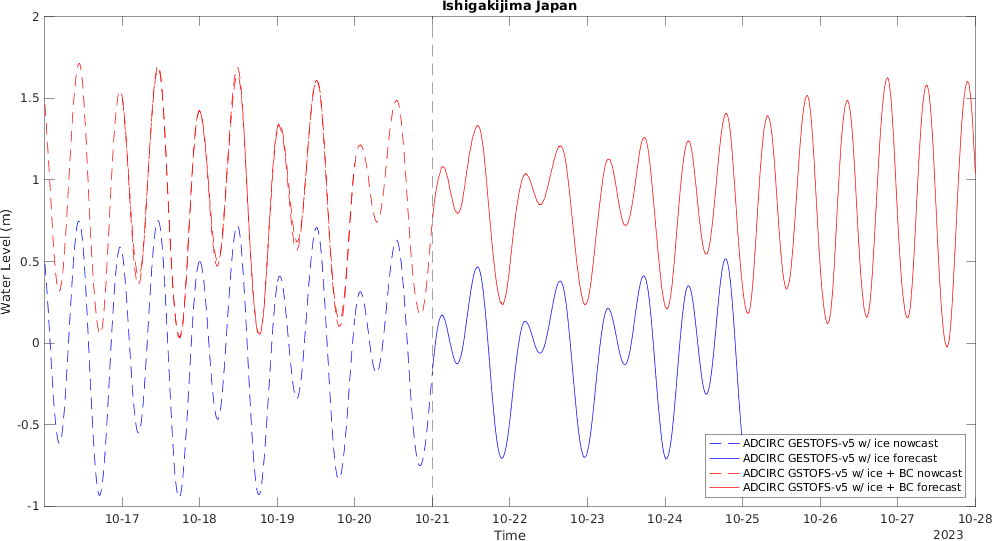 Ishigakijima Japan
2
1.5
1
0.5
0
-0.5
-1
Water Level (m)
10-17 10-18 10-19 10-20 10-21 10-22 10-23 10-24 10-25 10-26 10-27 10-28
Time
2023
ADCIRC GESTOFS-v5 w/ ice nowcast
ADCIRC GESTOFS-v5 w/ ice forecast
ADCIRC GSTOFS-v5 w/ ice + BC nowcast
ADCIRC GSTOFS-v5 w/ ice + BC forecast